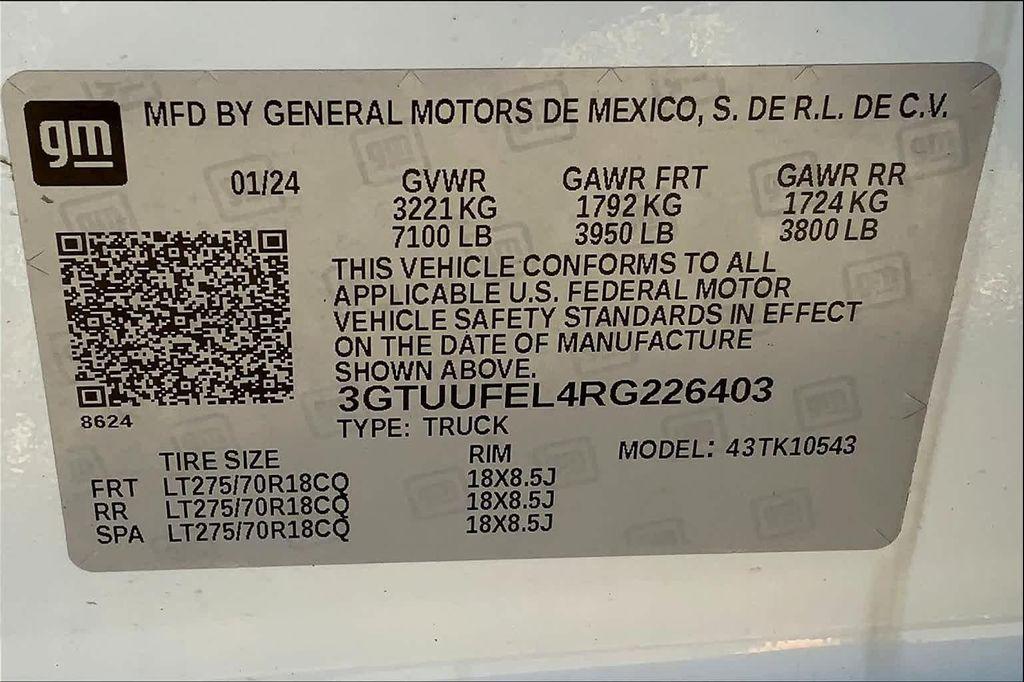 gm
MFD BY GENERAL MOTORS DE MEXICO, S. DE R.L. DE C.V.
01/24 GVWR GAWR FRT GAWR RR
3221 KG 1792 KG 1724 KG
7100 LB 3950 LB 3800 LB
THIS VEHICLE CONFORMS TO ALL
APPLICABLE U.S. FEDERAL MOTOR
VEHICLE SAFETY STANDARDS IN EFFECT
ON THE DATE OF MANUFACTURE
SHOWN ABOVE.
3GTUUFEL4RG226403
8624
TYPE: TRUCK
TIRE SIZE RIM MODEL: 43TK10543
FRT LT275/70R18CQ 18X8.5J
RR LT275/70R18CQ 18X8.5J
SPA LT275/70R18CQ 18X8.5J